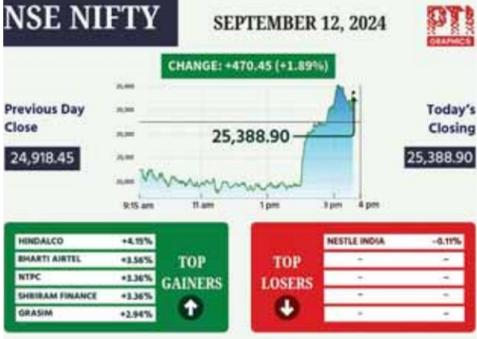 NSE NIFTY
SEPTEMBER 12, 2024
PTI
GRAPHICS
CHANGE: +470.45 (+1.89%)
Previous Day
Close
24,918.45
25,388.90
Today's
Closing
25,388.90
9:15 am 11 am 1 pm 3 pm 4 pm
HINDALCO +4.15%
BHARTI AIRTEL +3.56%
NTPC +3.36%
SHRIRAM FINANCE +3.36%
GRASIM +2.94%
TOP
GAINERS
TOP
LOSERS
NESTLE INDIA -0.11%
- -
- -
- -
- -